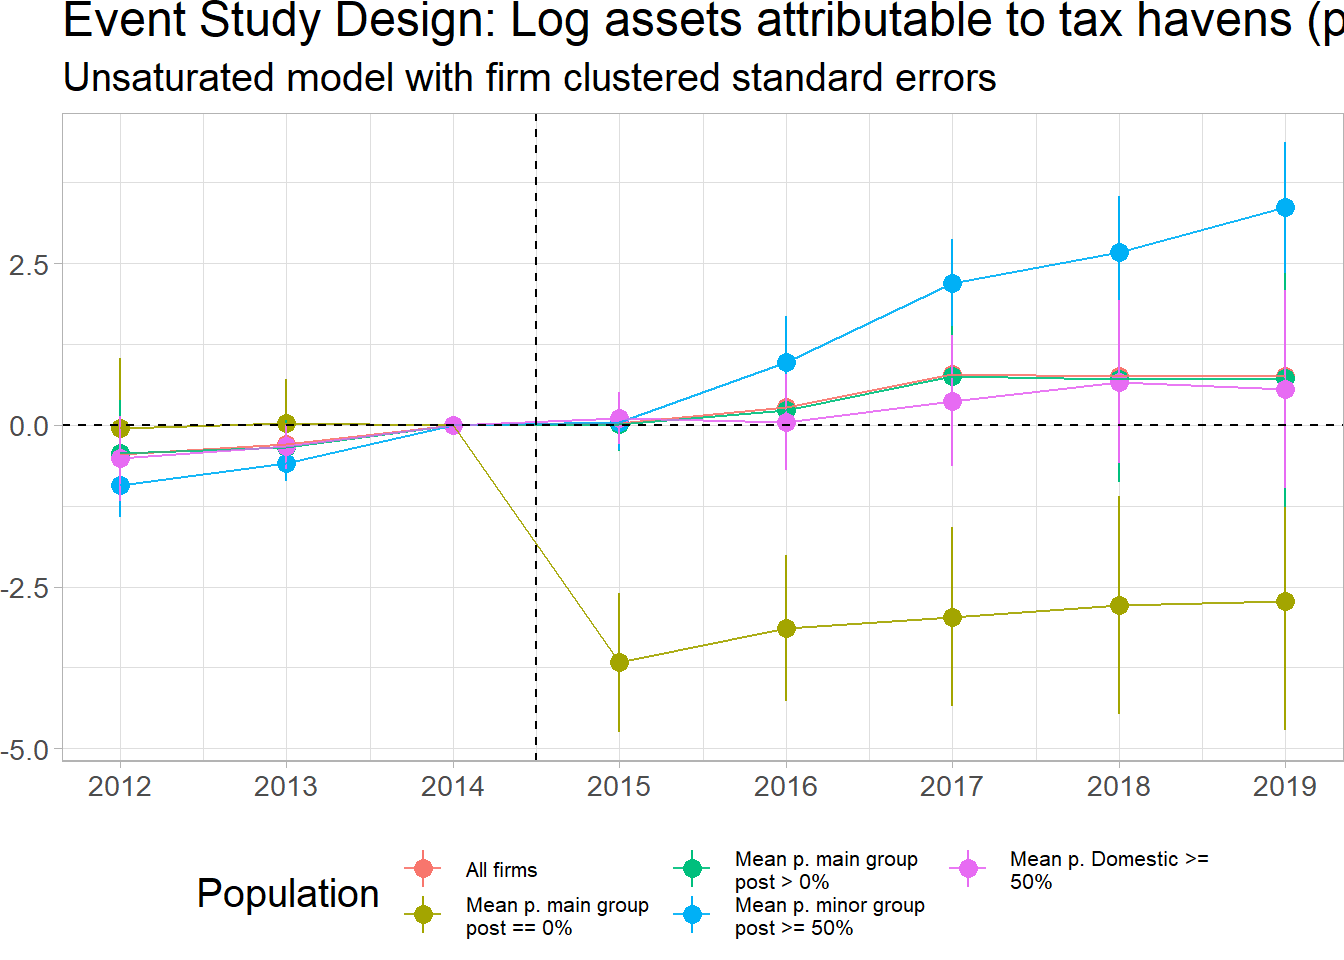 Event Study Design: Log assets attributable to tax havens (p
Unsaturated model with firm clustered standard errors
2.5
0.0
-2.5
-5.0
2012 2013 2014 2015 2016 2017 2018 2019
Population
All firms
Mean p. main group
post == 0%
Mean p. main group
post > 0%
Mean p. minor group
post >= 50%
Mean p. Domestic >=
50%